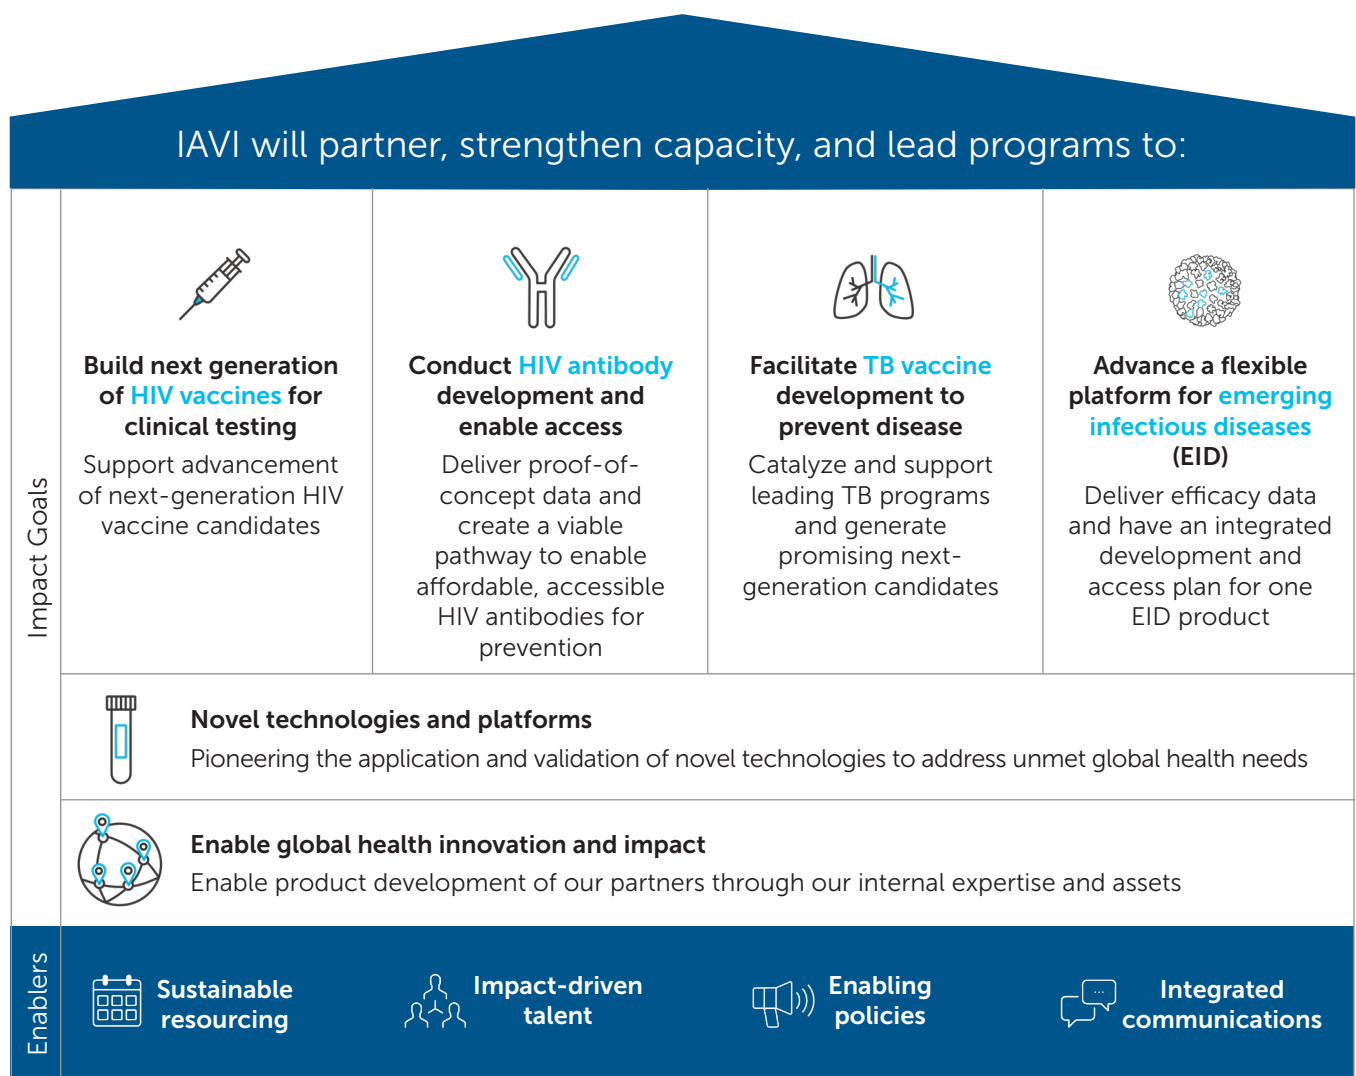 IAVI will partner, strengthen capacity, and lead programs to:
Impact Goals
Build next generation
of HIV vaccines for
clinical testing
Support advancement
of next-generation HIV
vaccine candidates
Conduct HIV antibody
development and
enable access
Deliver proof-of-
concept data and
create a viable
pathway to enable
affordable, accessible
HIV antibodies for
prevention
Facilitate TB vaccine
development to
prevent disease
Catalyze and support
leading TB programs
and generate
promising next-
generation candidates
Advance a flexible
platform for emerging
infectious diseases
(EID)
Deliver efficacy data
and have an integrated
development and
access plan for one
EID product
Novel technologies and platforms
Pioneering the application and validation of novel technologies to address unmet global health needs
Enable global health innovation and impact
Enable product development of our partners through our internal expertise and assets
Enablers
Sustainable
resourcing
Impact-driven
talent
Enabling
policies
Integrated
communications